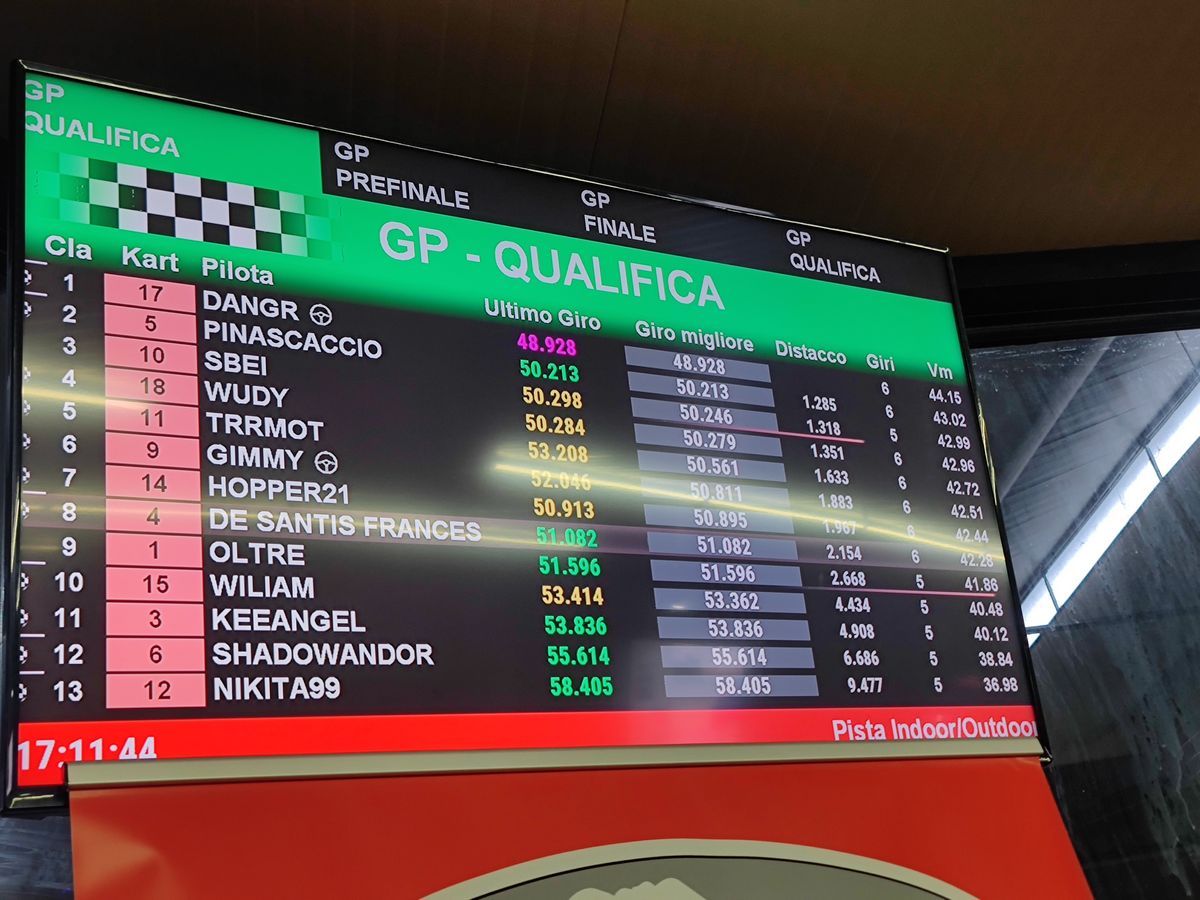 GP QUALIFICA
GP PREFINALE
GP FINALE
GP QUALIFICA
GP - QUALIFICA
Cla Kart Pilota Ultimo Giro Giro migliore Distacco Giri Vm
1 17 DANGR 48.928 48.928 6 44.15
2 5 PINASCACCIO 50.213 50.213 1.285 6 43.02
3 10 SBEI 50.298 50.246 1.318 5 42.99
4 18 WUDY 50.284 50.279 1.351 6 42.96
5 11 TRRMOT 53.208 50.561 1.633 6 42.72
6 9 GIMMY 52.046 50.811 1.883 6 42.51
7 14 HOPPER21 50.913 50.895 1.967 6 42.44
8 4 DE SANTIS FRANCES 51.082 51.082 2.154 6 42.28
9 1 OLTRE 51.596 51.596 2.668 5 41.86
10 15 WILIAM 53.414 53.362 4.434 5 40.48
11 3 KEEANGEL 53.836 53.836 4.908 5 40.12
12 6 SHADOWANDOR 55.614 55.614 6.686 5 38.84
13 12 NIKITA99 58.405 58.405 9.477 5 36.98
17:11:44 Pista Indoor/Outdoor